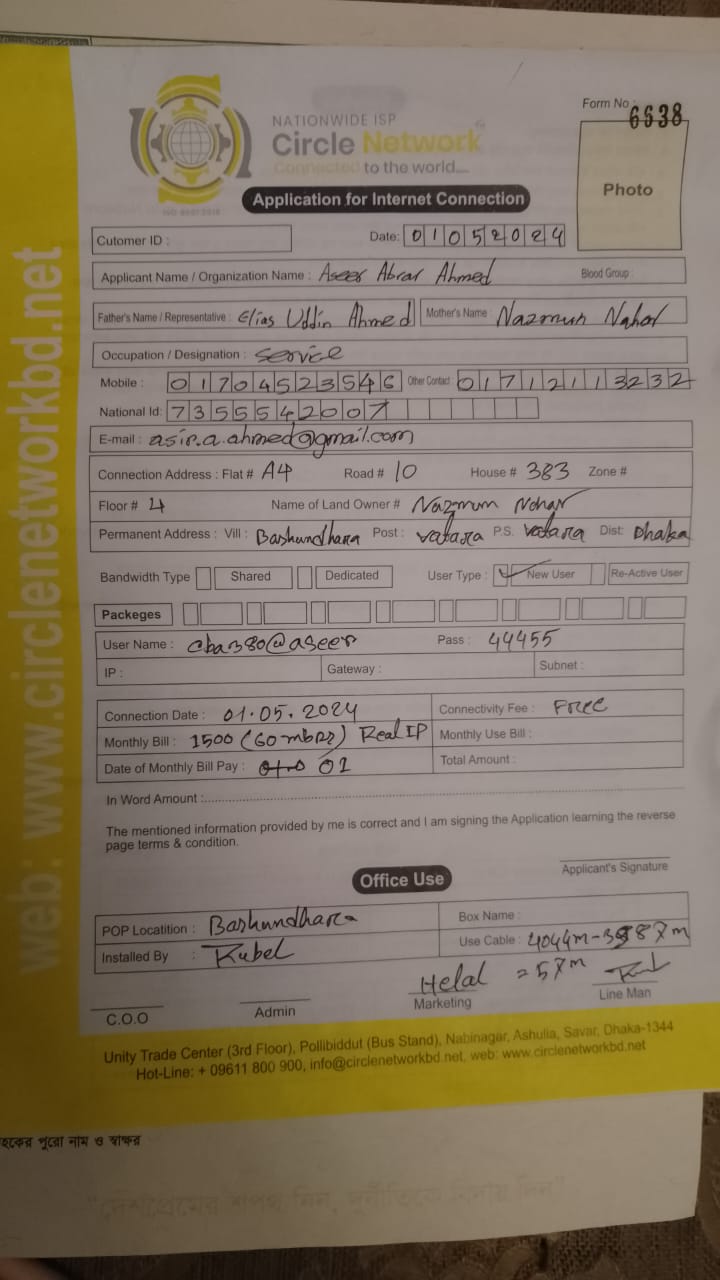 NATIONWIDE ISP
Circle Network
Connected to the world....
ISO 9001:2015
Form No : 6638
Photo
Application for Internet Connection
Cutomer ID :
Date: 01052024
Applicant Name / Organization Name : Aseer Abrar Ahmed Blood Group :
Father's Name / Representative : Elias Uddin Ahmed Mother's Name : Nazmun Nahar
Occupation / Designation : Service
Mobile : 01704523546 Other Contact 01712113232
National Id: 7355542007
E-mail : asir.a.ahmed@gmail.com
Connection Address : Flat # A4 Road # 10 House # 383 Zone #
Floor # 4 Name of Land Owner # Nazmun Nahar
Permanent Address : Vill : Bashundhara Post : vatara P.S. vatara Dist: Dhaka
Bandwidth Type Shared Dedicated User Type : New User Re-Active User
Packeges
User Name : cba380@aseer Pass : 44455
IP : Gateway : Subnet :
Connection Date : 01.05.2024 Connectivity Fee : Free
Monthly Bill : 1500 (60 mbps) Real IP Monthly Use Bill :
Date of Monthly Bill Pay : 01 Total Amount :
In Word Amount :
The mentioned information provided by me is correct and I am signing the Application learning the reverse
page terms & condition.
Applicant's Signature
Office Use
POP Locatition : Bashundhara Box Name :
Installed By : Rubel Use Cable : 4044m-3987m
Helal = 57m
C.O.O Admin Marketing Line Man
Unity Trade Center (3rd Floor), Pollibiddut (Bus Stand), Nabinagar, Ashulia, Savar, Dhaka-1344
Hot-Line: + 09611 800 900, info@circlenetworkbd.net, web: www.circlenetworkbd.net
web: www.circlenetworkbd.net
হকের পুরো নাম ও স্বাক্ষর
"দেশপ্রেমের শপথ নিন, দুর্নীতিকে বিদায় দিন"